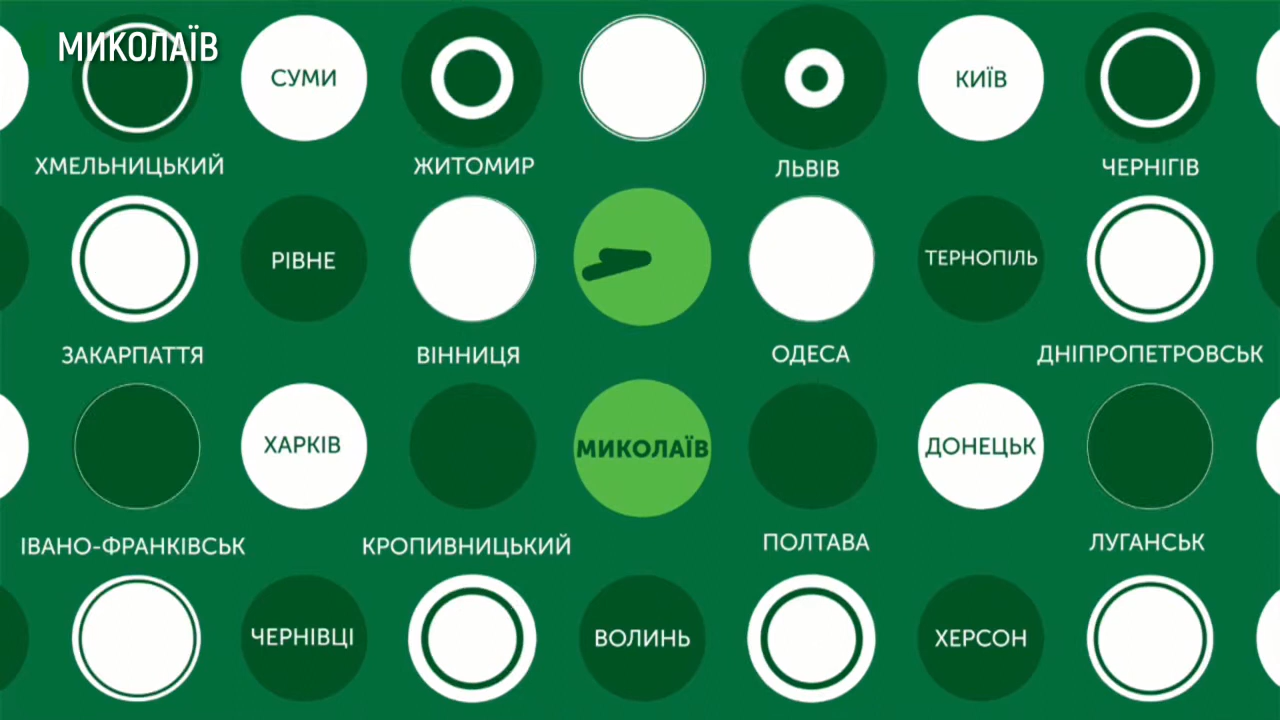 МИКОЛАЇВ
СУМИ
КИЇВ
ХМЕЛЬНИЦЬКИЙ
ЖИТОМИР
ЛЬВІВ
ЧЕРНІГІВ
РІВНЕ
ТЕРНОПІЛЬ
ЗАКАРПАТТЯ
ВІННИЦЯ
ОДЕСА
ДНІПРОПЕТРОВСЬК
ХАРКІВ
МИКОЛАЇВ
ДОНЕЦЬК
ІВАНО-ФРАНКІВСЬК
КРОПИВНИЦЬКИЙ
ПОЛТАВА
ЛУГАНСЬК
ЧЕРНІВЦІ
ВОЛИНЬ
ХЕРСОН